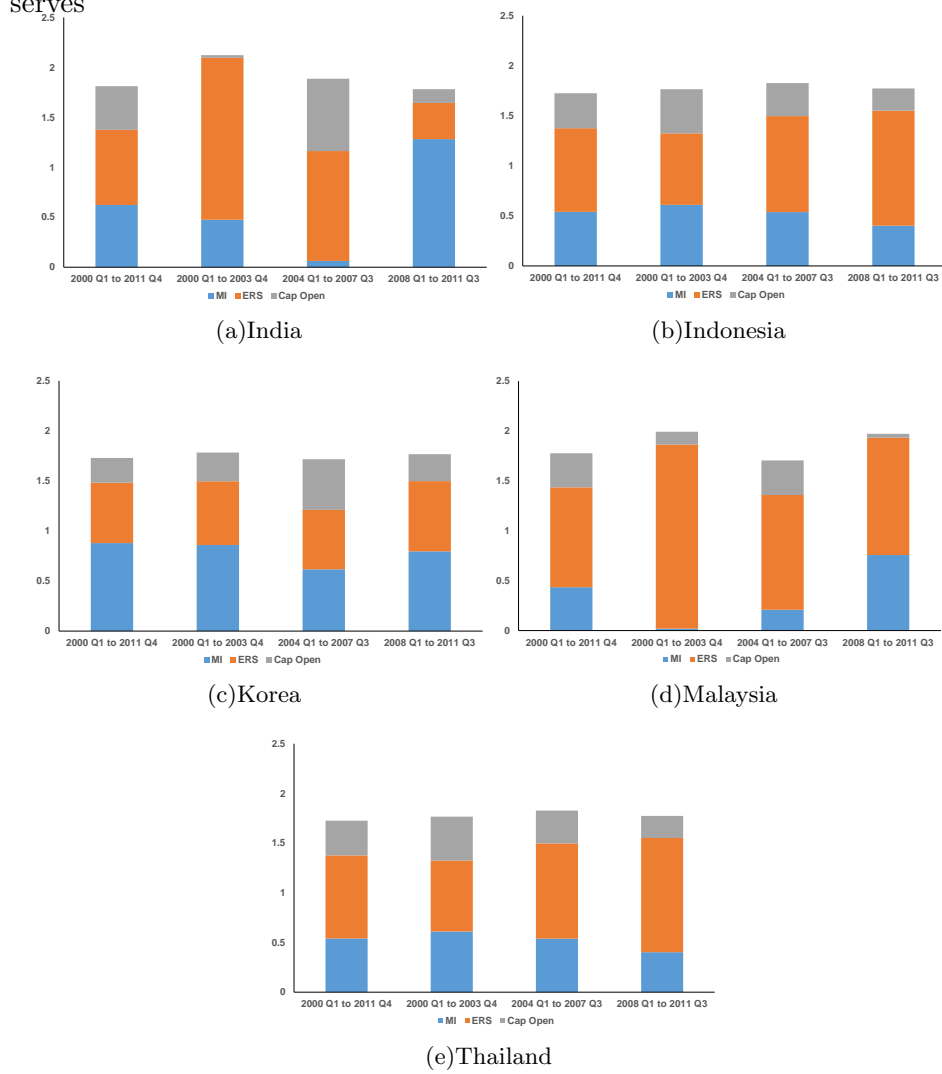 serves
2.5
2
1.5
1
0.5
0
2000 Q1 to 2011 Q4 2000 Q1 to 2003 Q4 2004 Q1 to 2007 Q3 2008 Q1 to 2011 Q3
MI ERS Cap Open
(a)India
2.5
2
1.5
1
0.5
0
2000 Q1 to 2011 Q4 2000 Q1 to 2003 Q4 2004 Q1 to 2007 Q3 2008 Q1 to 2011 Q3
MI ERS Cap Open
(b)Indonesia
2.5
2
1.5
1
0.5
0
2000 Q1 to 2011 Q4 2000 Q1 to 2003 Q4 2004 Q1 to 2007 Q3 2008 Q1 to 2011 Q3
MI ERS Cap Open
(c)Korea
2.5
2
1.5
1
0.5
0
2000 Q1 to 2011 Q4 2000 Q1 to 2003 Q4 2004 Q1 to 2007 Q3 2008 Q1 to 2011 Q3
MI ERS Cap Open
(d)Malaysia
2.5
2
1.5
1
0.5
0
2000 Q1 to 2011 Q4 2000 Q1 to 2003 Q4 2004 Q1 to 2007 Q3 2008 Q1 to 2011 Q3
MI ERS Cap Open
(e)Thailand